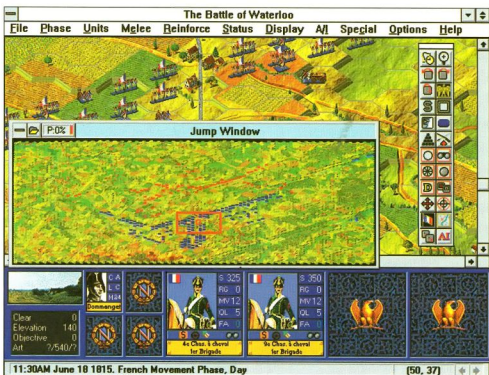 The Battle of Waterloo
File Phase Units Melee Reinforce Status Display A/I Special Options Help
P:0% Jump Window
D
AI
Dommanget
C A
L C
N
N
N
S 325
RG 0
MV 12
QL 5
FA
4e Chas. à cheval
1er Brigade
S 350
RG 0
MV 12
QL 5
FA
9e Chas. à cheval
1er Brigade
Clear 0
Elevation 140
Objective 0
Art ?/540/?
11:30AM June 18 1815. French Movement Phase, Day [50, 37]